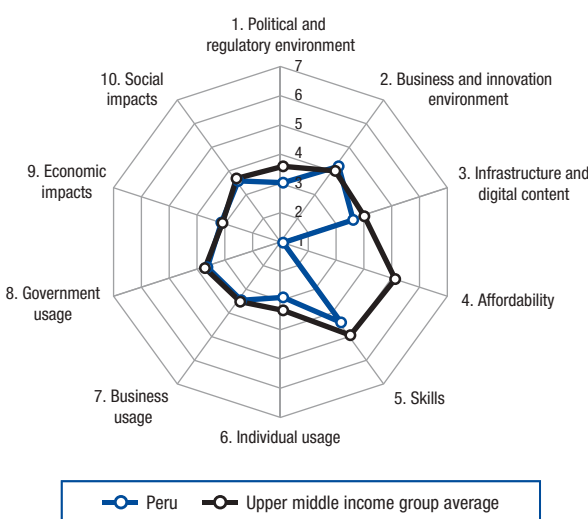 1. Political and
regulatory environment
7
10. Social
impacts
6
2. Business and innovation
environment
5
4
9. Economic
impacts
3
3. Infrastructure and
digital content
2
1
8. Government
usage
4. Affordability
7. Business
usage
5. Skills
6. Individual usage
Peru
Upper middle income group average